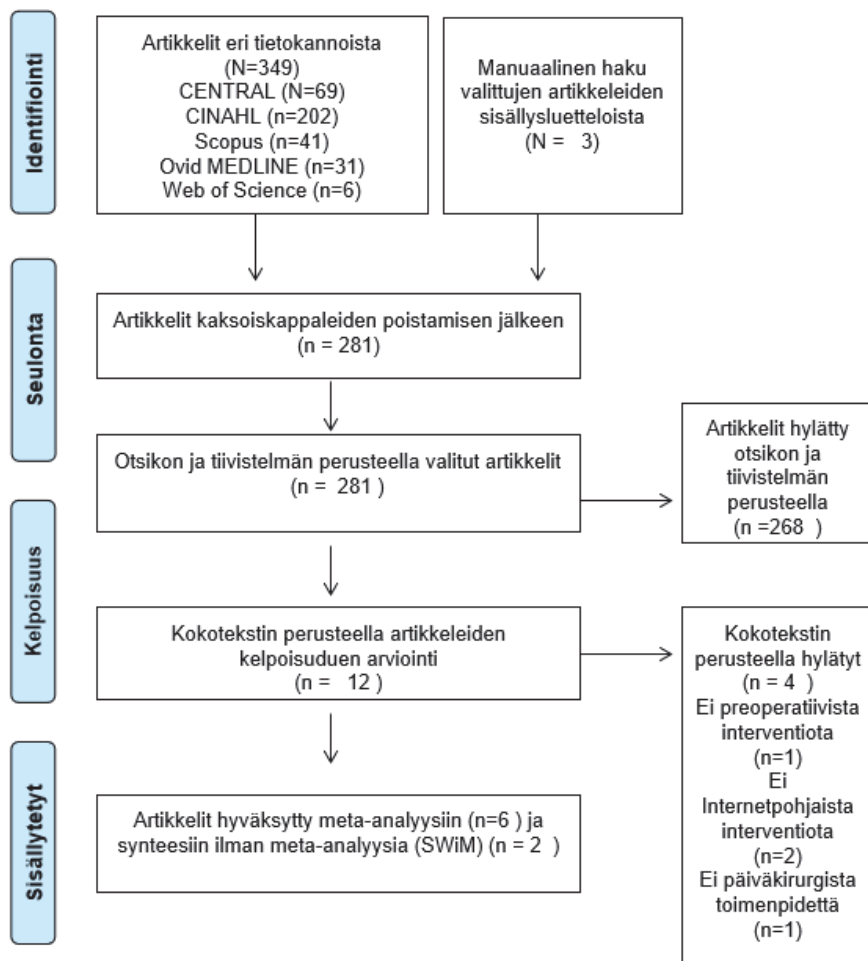 Identifiointi
Artikkelit eri tietokannoista
(N=349)
CENTRAL (N=69)
CINAHL (n=202)
Scopus (n=41)
Ovid MEDLINE (n=31)
Web of Science (n=6)
Manuaalinen haku
valittujen artikkeleiden
sisällysluetteloista
(N = 3)
Seulonta
Artikkelit kaksoiskappaleiden poistamisen jälkeen
(n = 281)
Otsikon ja tiivistelmän perusteella valitut artikkelit
(n = 281 )
Artikkelit hylätty
otsikon ja
tiivistelmän
perusteella
(n =268 )
Kelpoisuus
Kokotekstin perusteella artikkeleiden
kelpoisuduen arviointi
(n = 12 )
Kokotekstin
perusteella hylätyt
(n = 4 )
Ei preoperatiivista
interventiota
(n=1)
Ei
Internetpohjaista
interventiota
(n=2)
Ei päiväkirurgista
toimenpidettä
(n=1)
Sisällytetyt
Artikkelit hyväksytty meta-analyysiin (n=6 ) ja
synteesiin ilman meta-analyysia (SWiM) (n = 2 )